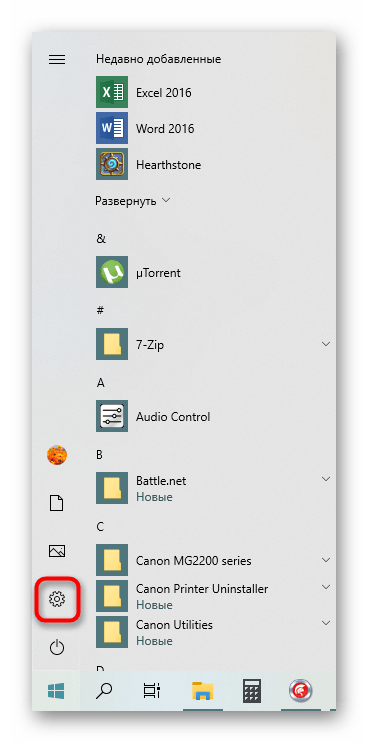 Недавно добавленные
Excel 2016
Word 2016
Hearthstone
Развернуть
&
µTorrent
#
7-Zip
A
Audio Control
B
Battle.net
Новые
C
Canon MG2200 series
Canon Printer Uninstaller
Новые
Canon Utilities
Новые
D